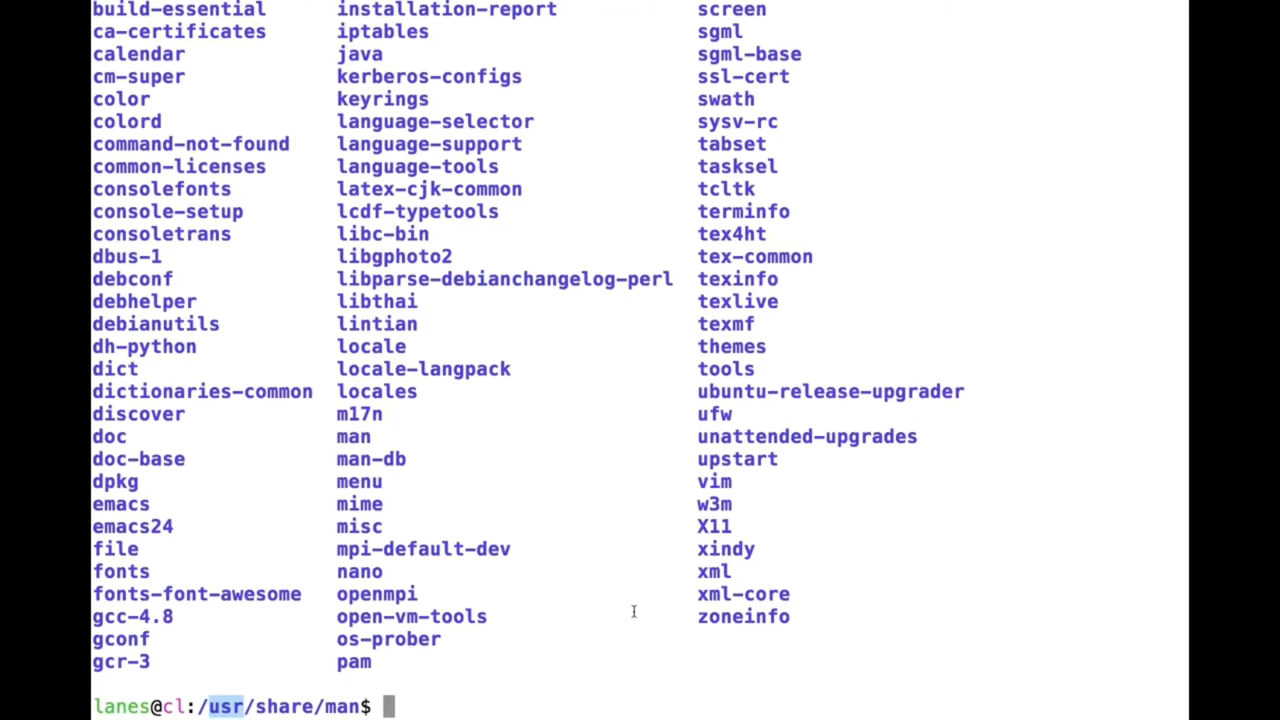 build-essential installation-report screen
ca-certificates iptables sgml
calendar java sgml-base
cm-super kerberos-configs ssl-cert
color keyrings swath
colord language-selector sysv-rc
command-not-found language-support tabset
common-licenses language-tools tasksel
consolefonts latex-cjk-common tcltk
console-setup lcdf-typetools terminfo
consoletrans libc-bin tex4ht
dbus-1 libgphoto2 tex-common
debconf libparse-debianchangelog-perl texinfo
debhelper libthai texlive
debianutils lintian texmf
dh-python locale themes
dict locale-langpack tools
dictionaries-common locales ubuntu-release-upgrader
discover m17n ufw
doc man unattended-upgrades
doc-base man-db upstart
dpkg menu vim
emacs mime w3m
emacs24 misc X11
file mpi-default-dev xindy
fonts nano xml
fonts-font-awesome openmpi xml-core
gcc-4.8 open-vm-tools zoneinfo
gconf os-prober
gcr-3 pam
lanes@cl:/usr/share/man$